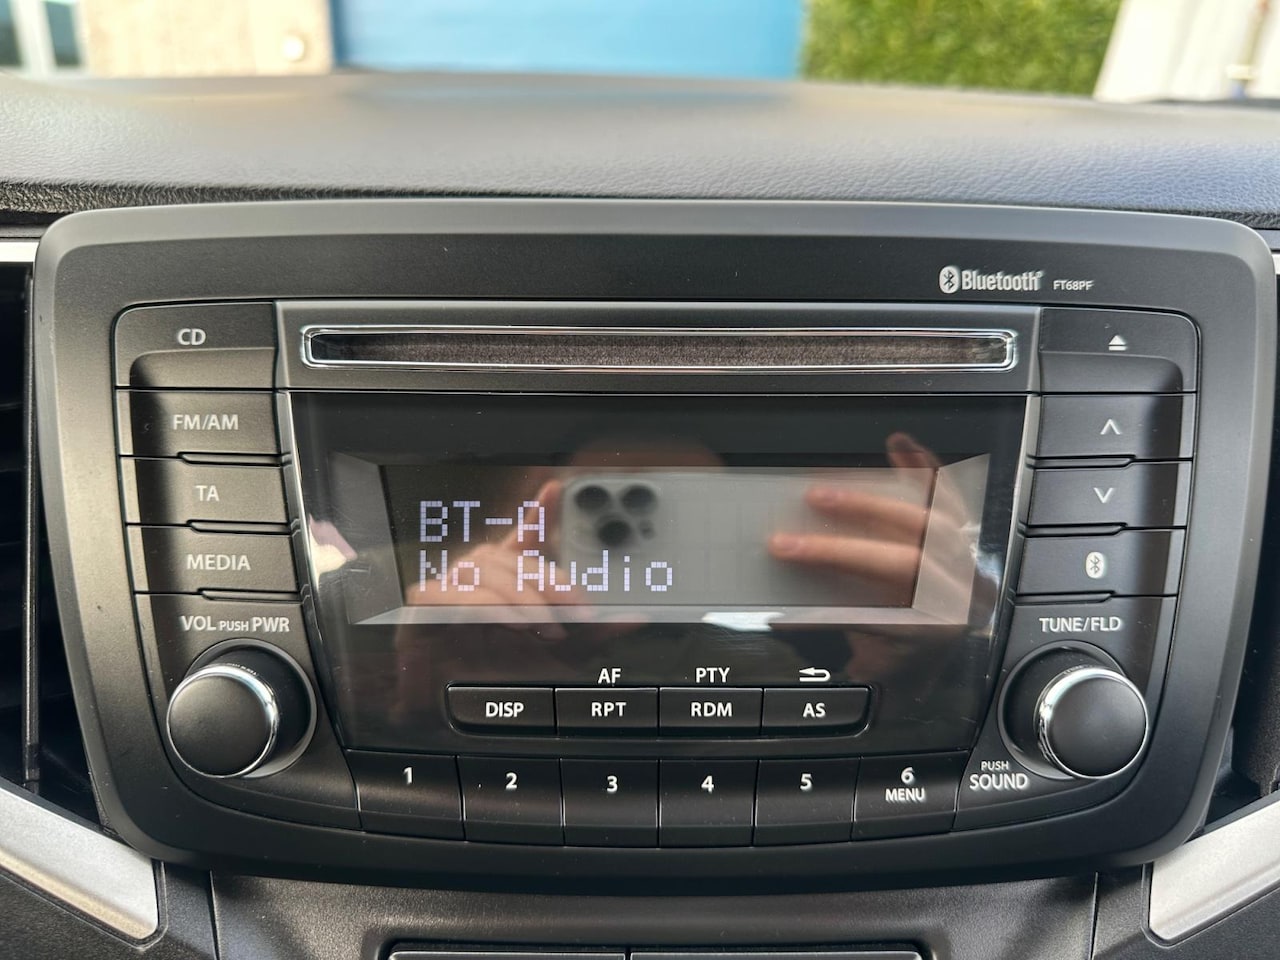 Bluetooth® FT68PF
CD
FM/AM
TA
MEDIA
VOL PUSH PWR
BT-A
No Audio
TUNE/FLD
AF PTY
DISP RPT RDM AS
PUSH
SOUND
1 2 3 4 5 6
MENU